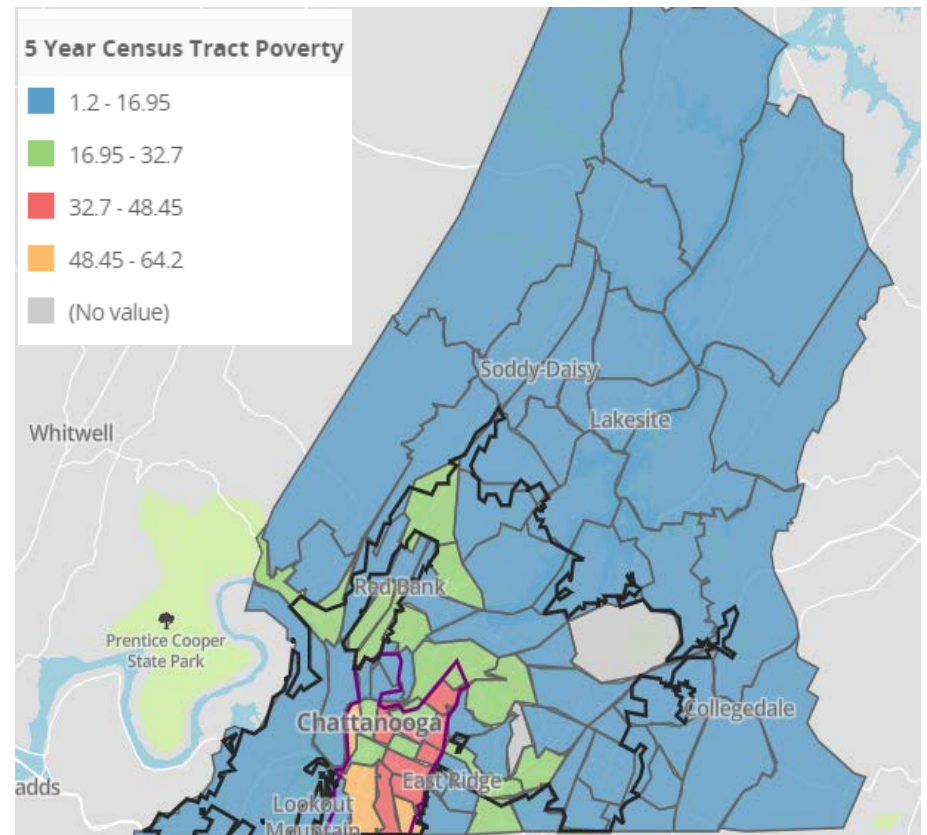 5 Year Census Tract Poverty
1.2 - 16.95
16.95 - 32.7
32.7 - 48.45
48.45 - 64.2
(No value)
Soddy-Daisy
Lakesite
Whitwell
Red Bank
Prentice Cooper
State Park
Collegedale
Chattanooga
East Ridge
adds
Lookout
Mountain